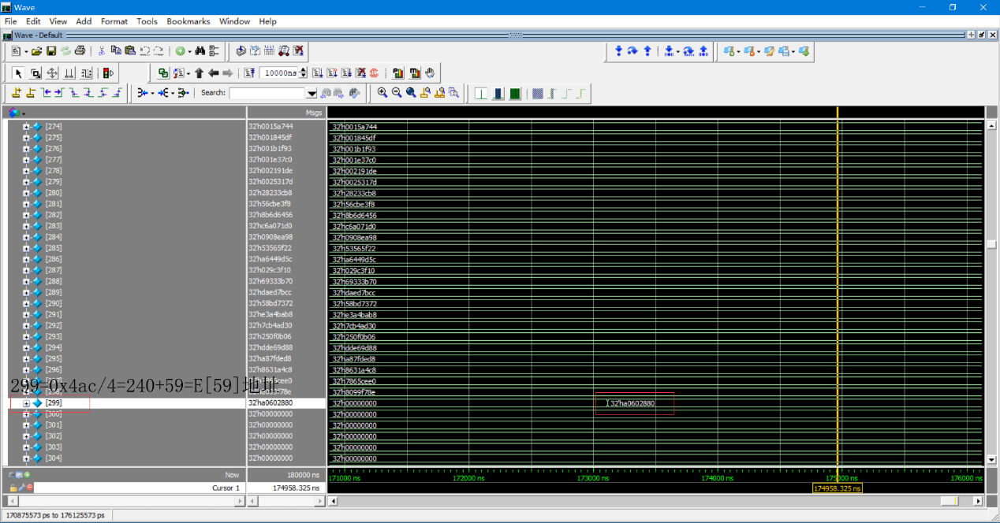 Wave
File Edit View Add Format Tools Bookmarks Window Help
Wave - Default
10000ns
Search:
Msgs
[274] 32'h0015a744 32'h0015a744
[275] 32'h001845df 32'h001845df
[276] 32'h001b1f93 32'h001b1f93
[277] 32'h001e37c0 32'h001e37c0
[278] 32'h002191de 32'h002191de
[279] 32'h0025317d 32'h0025317d
[280] 32'h28233cb8 32'h28233cb8
[281] 32'h56cbe3f8 32'h56cbe3f8
[282] 32'h8b6d6456 32'h8b6d6456
[283] 32'hc6a071d0 32'hc6a071d0
[284] 32'h0908ea98 32'h0908ea98
[285] 32'h53565f22 32'h53565f22
[286] 32'ha6449d5c 32'ha6449d5c
[287] 32'h029c3f10 32'h029c3f10
[288] 32'h69333b70 32'h69333b70
[289] 32'hdaed7bcc 32'hdaed7bcc
[290] 32'h58bd7372 32'h58bd7372
[291] 32'he3a4bab8 32'he3a4bab8
[292] 32'h7cb4ad30 32'h7cb4ad30
[293] 32'h250f0b06 32'h250f0b06
[294] 32'hdde69d88 32'hdde69d88
[295] 32'ha87fded8 32'ha87fded8
[296] 32'h8631a4c8 32'h8631a4c8
32'h7865cee0
299=0x4ac/4=240+59=E[59]地址
32'h8099f78e
[299] 32'ha0602880 32'h00000000 32'ha0602880
[300] 32'h00000000 32'h00000000
[301] 32'h00000000 32'h00000000
[302] 32'h00000000 32'h00000000
[303] 32'h00000000 32'h00000000
[304] 32'h00000000 32'h00000000
Now 180000 ns 171000 ns 172000 ns 173000 ns 174000 ns 175000 ns 176000 ns
Cursor 1 174958.325 ns 174958.325 ns
170875573 ps to 176125573 ps